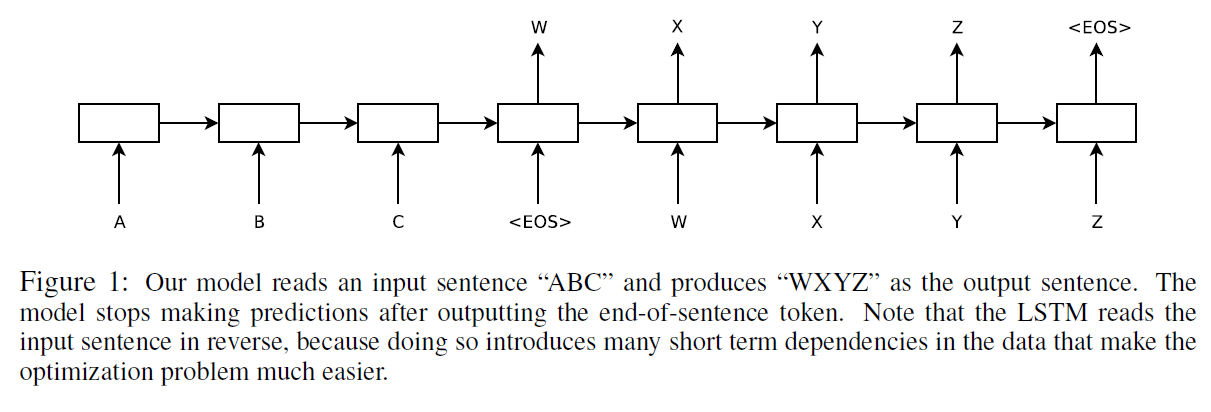 W X Y Z <EOS>
A B C <EOS> W X Y Z
Figure 1: Our model reads an input sentence “ABC” and produces “WXYZ” as the output sentence. The
model stops making predictions after outputting the end-of-sentence token. Note that the LSTM reads the
input sentence in reverse, because doing so introduces many short term dependencies in the data that make the
optimization problem much easier.